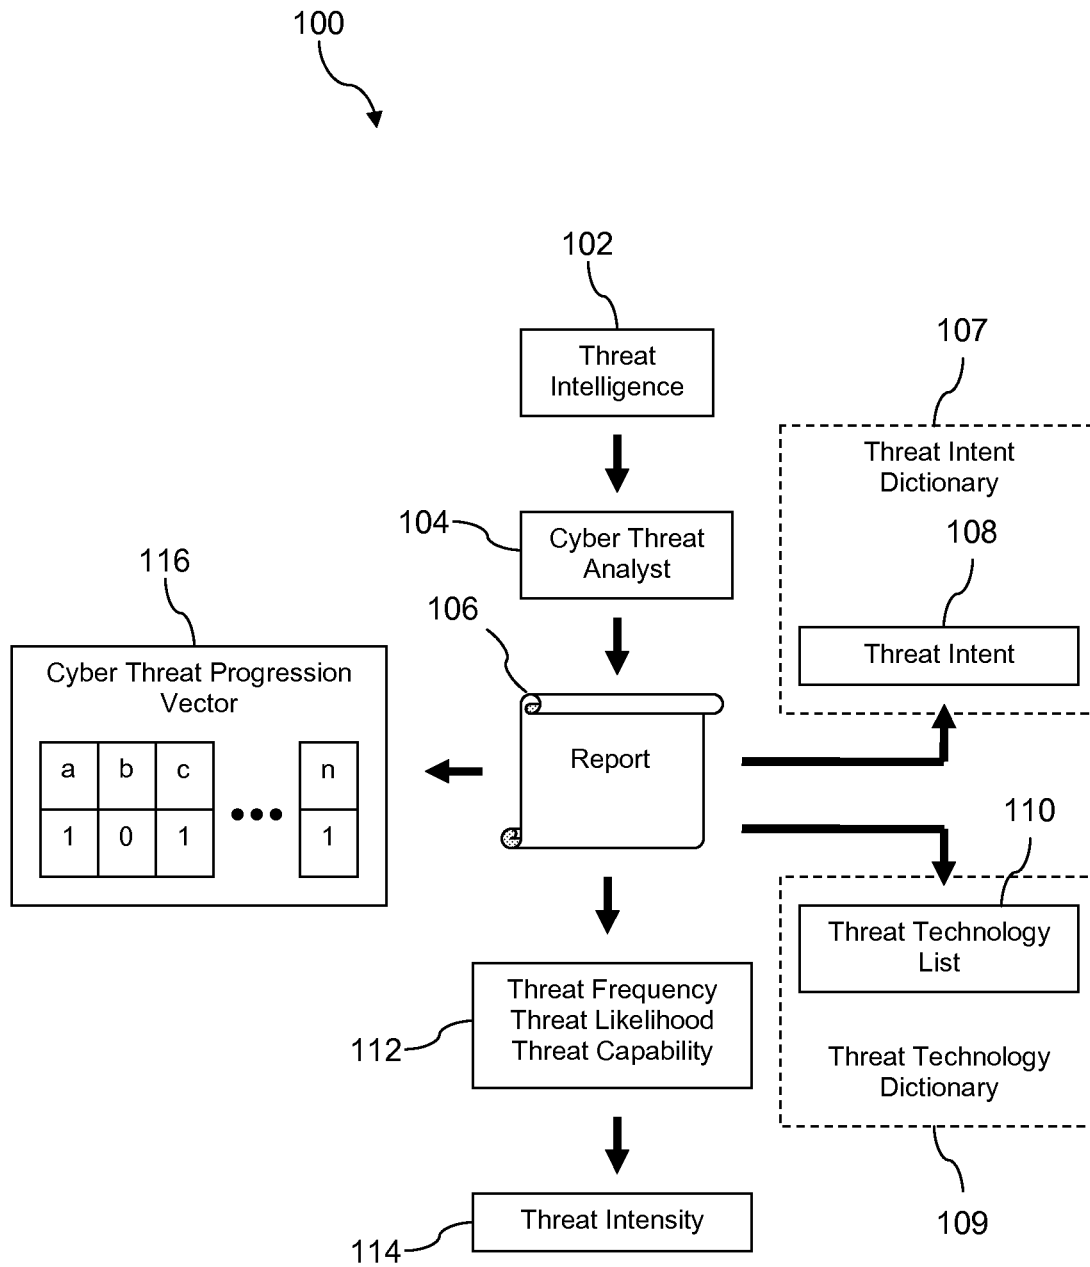 100
102
Threat
Intelligence
107
Threat Intent
Dictionary
104
Cyber Threat
Analyst
108
Threat Intent
116
106
Cyber Threat Progression
Vector
a b c n
1 0 1 1
Report
110
Threat Technology
List
Threat Frequency
Threat Likelihood
Threat Capability
112
Threat Technology
Dictionary
109
Threat Intensity
114